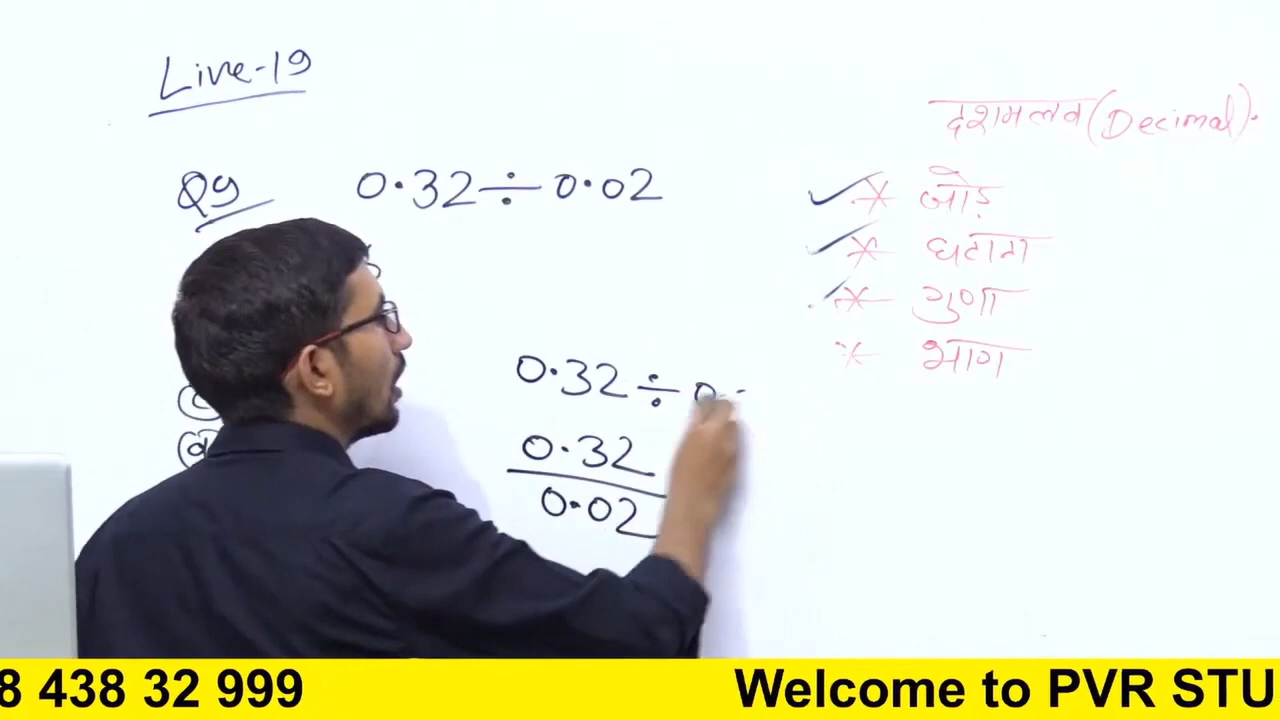 Live-19
दशमलव (Decimal).
Q9 0.32 ÷ 0.02
* जोड़
* घटाना
* गुणा
* भाग
0.32 ÷ 0
0.32
0.02
(d)
8 438 32 999 Welcome to PVR STU